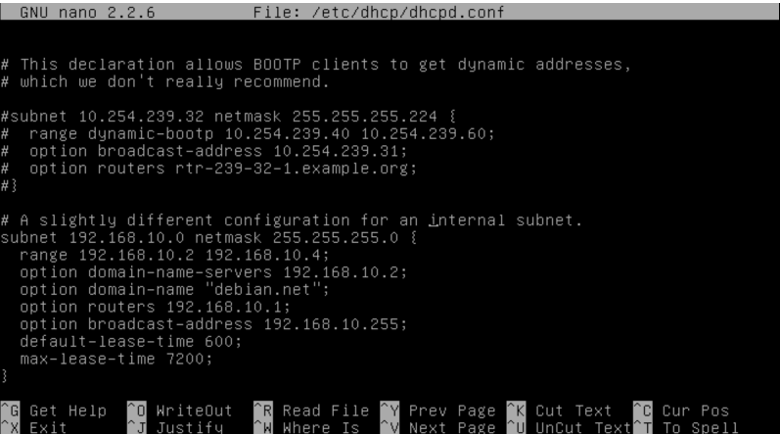 GNU nano 2.2.6 File: /etc/dhcp/dhcpd.conf
# This declaration allows BOOTP clients to get dynamic addresses,
# which we don't really recommend.
#subnet 10.254.239.32 netmask 255.255.255.224 {
#  range dynamic-bootp 10.254.239.40 10.254.239.60;
#  option broadcast-address 10.254.239.31;
#  option routers rtr-239-32-1.example.org;
#}
# A slightly different configuration for an internal subnet.
subnet 192.168.10.0 netmask 255.255.255.0 {
  range 192.168.10.2 192.168.10.4;
  option domain-name-servers 192.168.10.2;
  option domain-name "debian.net";
  option routers 192.168.10.1;
  option broadcast-address 192.168.10.255;
  default-lease-time 600;
  max-lease-time 7200;
}
^G Get Help ^O WriteOut ^R Read File ^Y Prev Page ^K Cut Text ^C Cur Pos
^X Exit ^J Justify ^W Where Is ^V Next Page ^U UnCut Text ^T To Spell